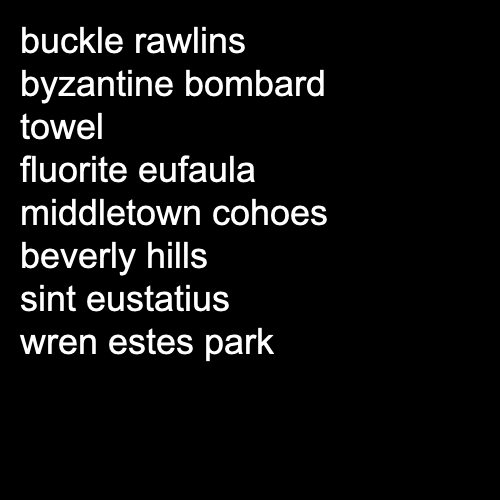 buckle rawlins
byzantine bombard
towel
fluorite eufaula
middletown cohoes
beverly hills
sint eustatius
wren estes park